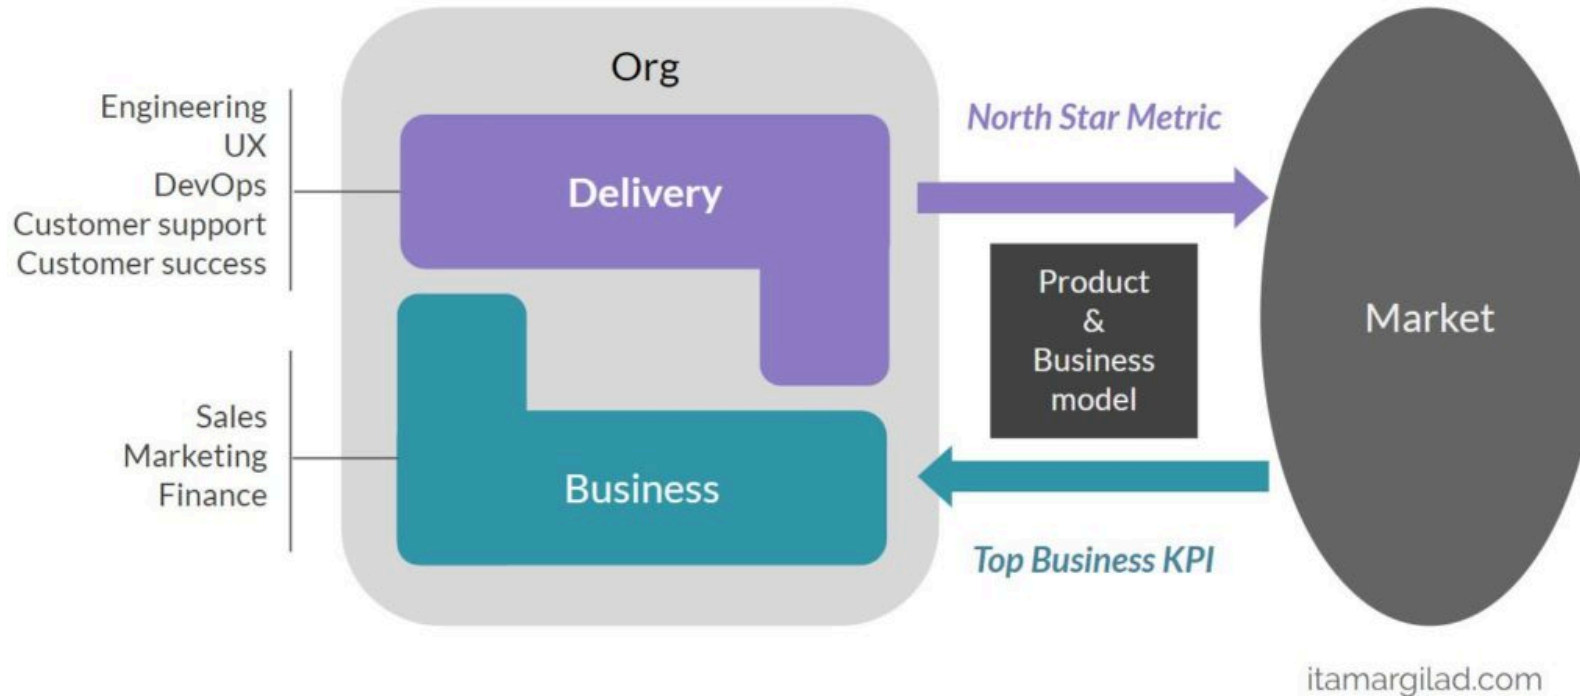 Org
Engineering
UX
DevOps
Customer support
Customer success
Delivery
North Star Metric
Product
&
Business
model
Market
Sales
Marketing
Finance
Business
Top Business KPI
itamargilad.com